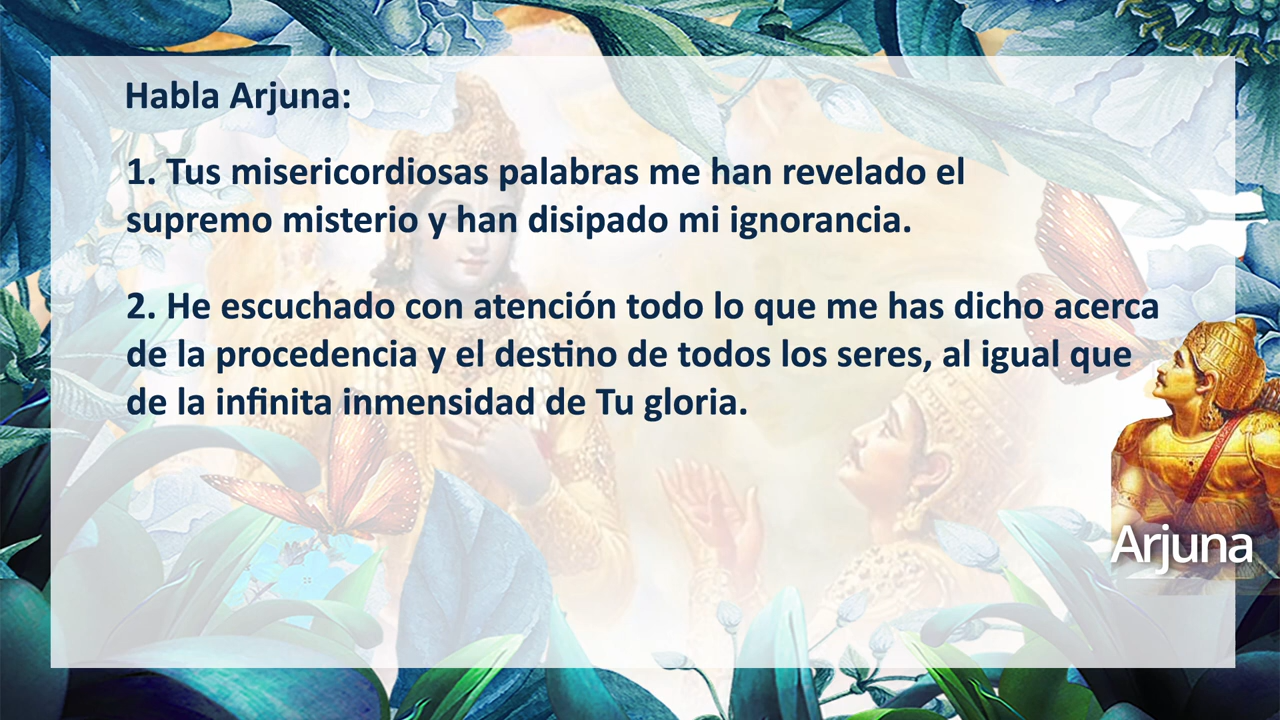 Habla Arjuna:
1. Tus misericordiosas palabras me han revelado el
supremo misterio y han disipado mi ignorancia.
2. He escuchado con atención todo lo que me has dicho acerca
de la procedencia y el destino de todos los seres, al igual que
de la infinita inmensidad de Tu gloria.
Arjuna